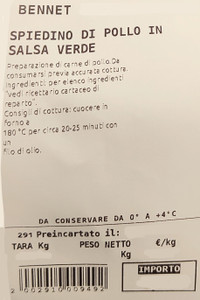 BENNET
SPIEDINO DI POLLO IN
SALSA VERDE
Preparazione di carne di pollo.Da
consumarsi previa accurata cottura.
Ingredienti: per elenco ingredienti
"vedi ricettario cartaceo di
reparto".
Consigli di cottura: cuocere in
forno a
180°C per circa 20-25 minuti con
un
filo di olio.
DA CONSERVARE DA 0° A +4°C
291 Preincartato il:
TARA Kg PESO NETTO €/kg
Kg
IMPORTO
2 002910 009492